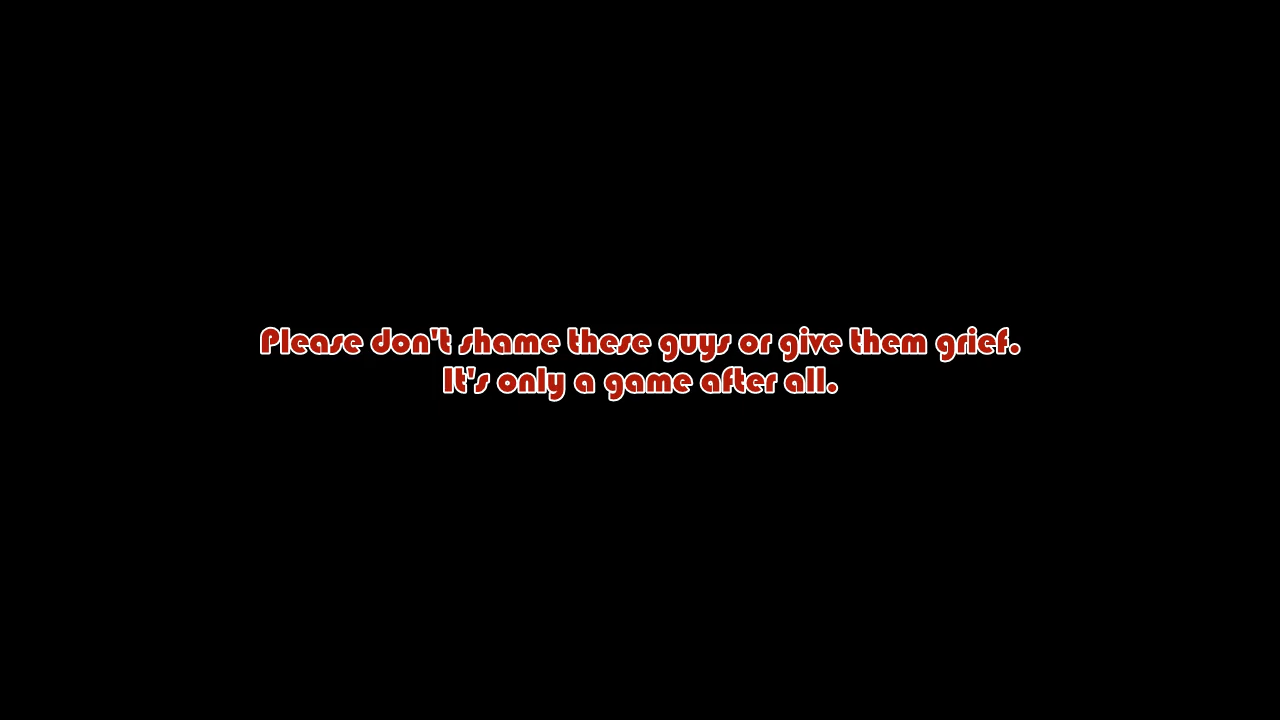 Please don't shame these guys or give them grief.
It's only a game after all.